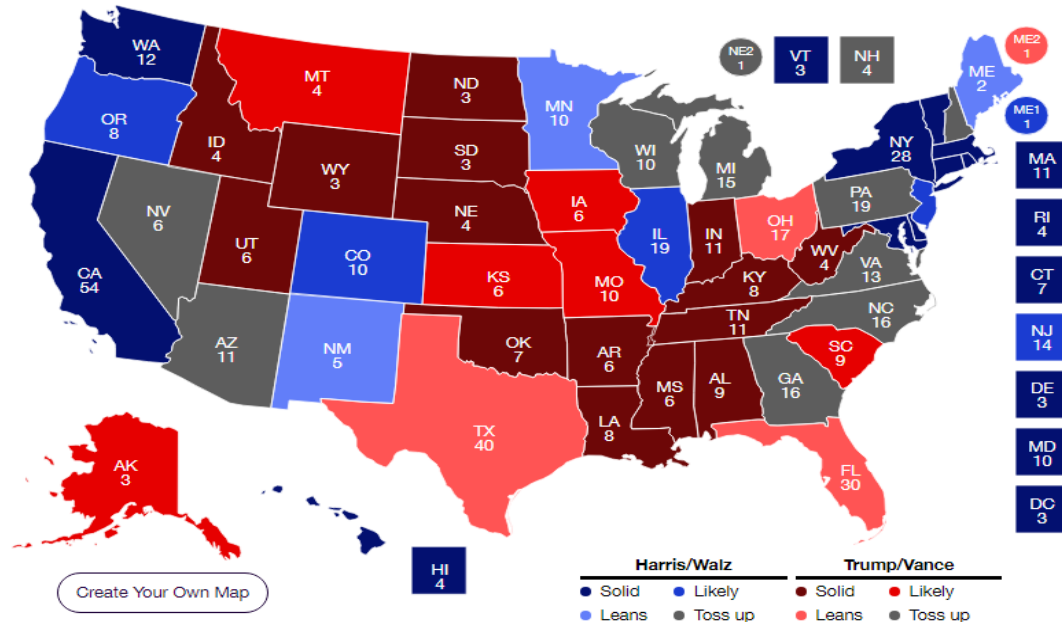 WA
12
OR
8
CA
54
NV
6
ID
4
MT
4
WY
3
UT
6
AZ
11
CO
10
NM
5
ND
3
SD
3
NE
4
KS
6
OK
7
TX
40
MN
10
IA
6
MO
10
AR
6
LA
8
WI
10
IL
19
MI
15
IN
11
OH
17
KY
8
TN
11
MS
6
AL
9
GA
16
FL
30
SC
9
NC
16
VA
13
WV
4
PA
19
NY
28
ME
2
NE2
1
VT
3
NH
4
ME2
1
ME1
1
MA
11
RI
4
CT
7
NJ
14
DE
3
MD
10
DC
3
AK
3
HI
4
Create Your Own Map
Harris/Walz Trump/Vance
Solid Likely Solid Likely
Leans Toss up Leans Toss up